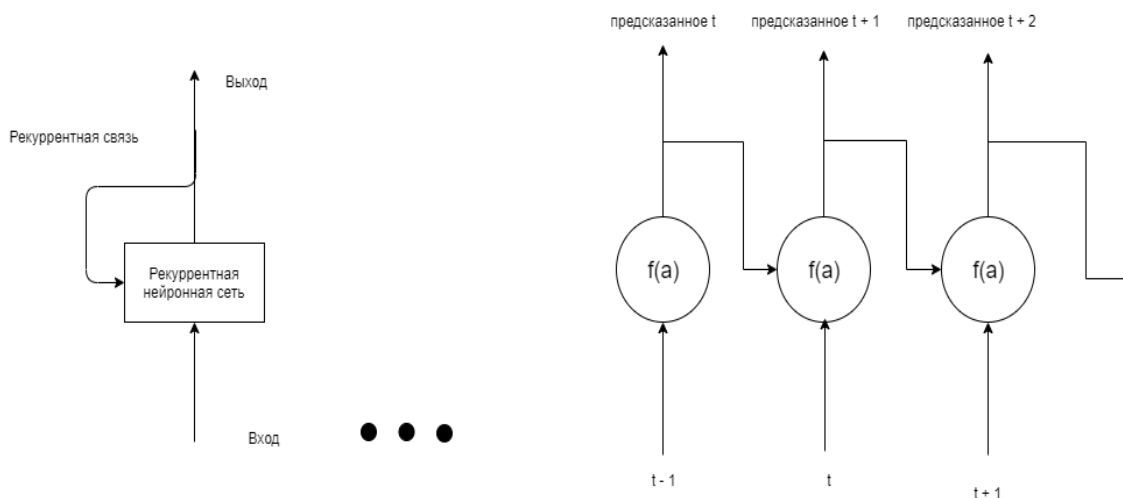 Выход
Рекуррентная связь
Рекуррентная
нейронная сеть
Вход
предсказанное t
предсказанное t + 1
предсказанное t + 2
f(a)
f(a)
f(a)
t - 1
t
t + 1